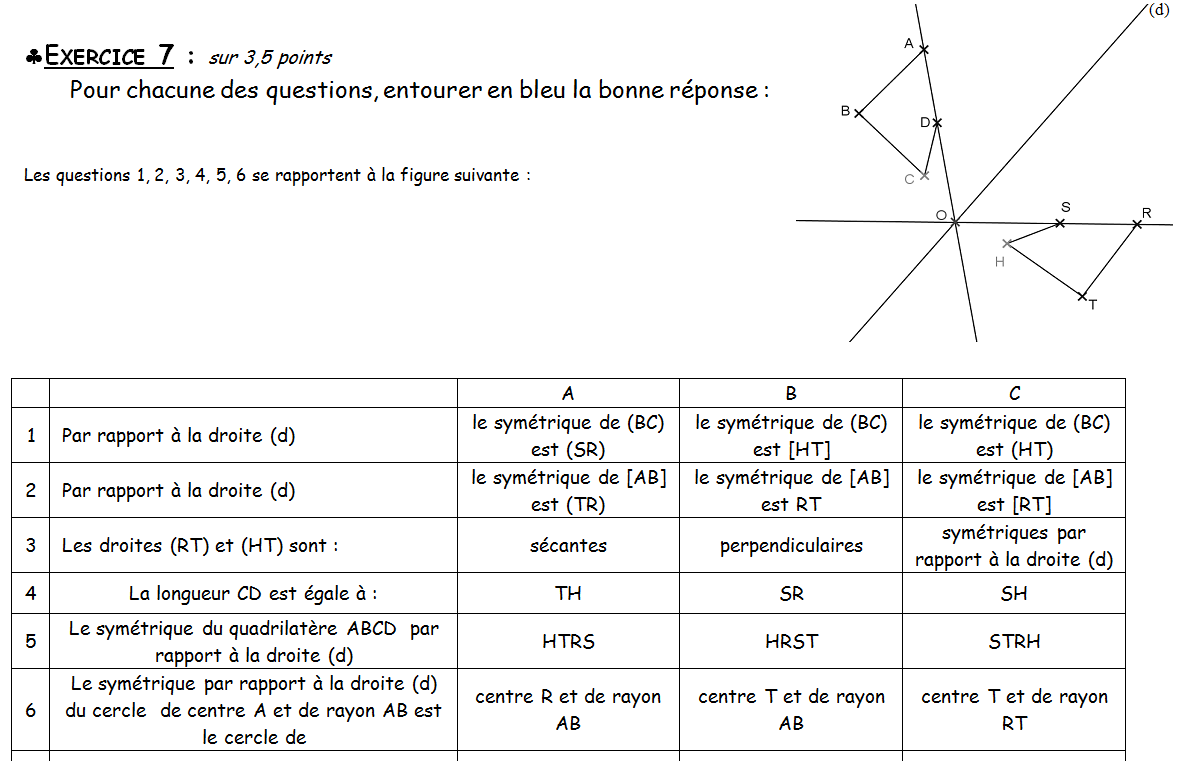 (d)
♣EXERCICE 7 : sur 3,5 points
Pour chacune des questions, entourer en bleu la bonne réponse :
Les questions 1, 2, 3, 4, 5, 6 se rapportent à la figure suivante :
A
B
D
C
O
S
R
H
T
A B C
1 Par rapport à la droite (d)
le symétrique de (BC)
est (SR)
le symétrique de (BC)
est [HT]
le symétrique de (BC)
est (HT)
2 Par rapport à la droite (d)
le symétrique de [AB]
est (TR)
le symétrique de [AB]
est RT
le symétrique de [AB]
est [RT]
3 Les droites (RT) et (HT) sont :
sécantes
perpendiculaires
symétriques par
rapport à la droite (d)
4 La longueur CD est égale à :
TH
SR
SH
5 Le symétrique du quadrilatère ABCD par
rapport à la droite (d)
HTRS
HRST
STRH
6 Le symétrique par rapport à la droite (d)
du cercle de centre A et de rayon AB est
le cercle de
centre R et de rayon
AB
centre T et de rayon
AB
centre T et de rayon
RT